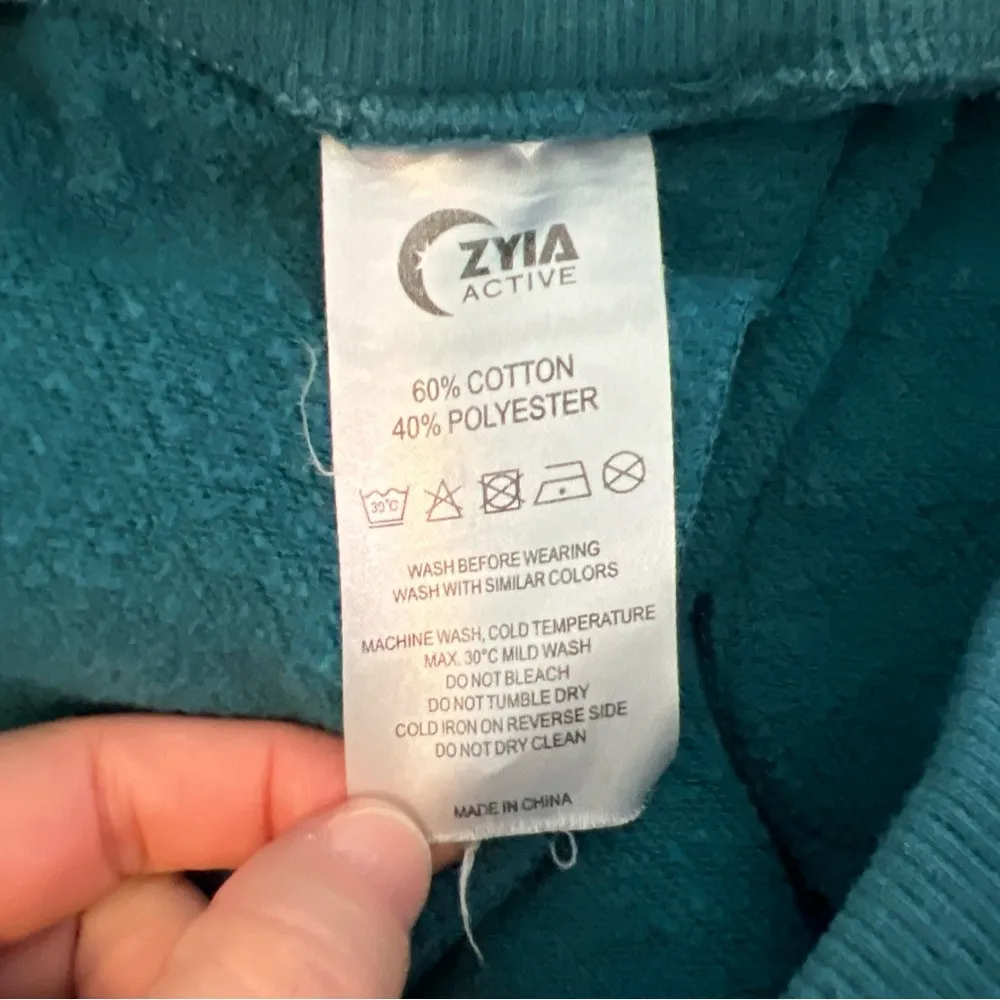 ZYIA
ACTIVE
60% COTTON
40% POLYESTER
30°C
WASH BEFORE WEARING
WASH WITH SIMILAR COLORS
MACHINE WASH, COLD TEMPERATURE
MAX. 30°C MILD WASH
DO NOT BLEACH
DO NOT TUMBLE DRY
COLD IRON ON REVERSE SIDE
DO NOT DRY CLEAN
MADE IN CHINA